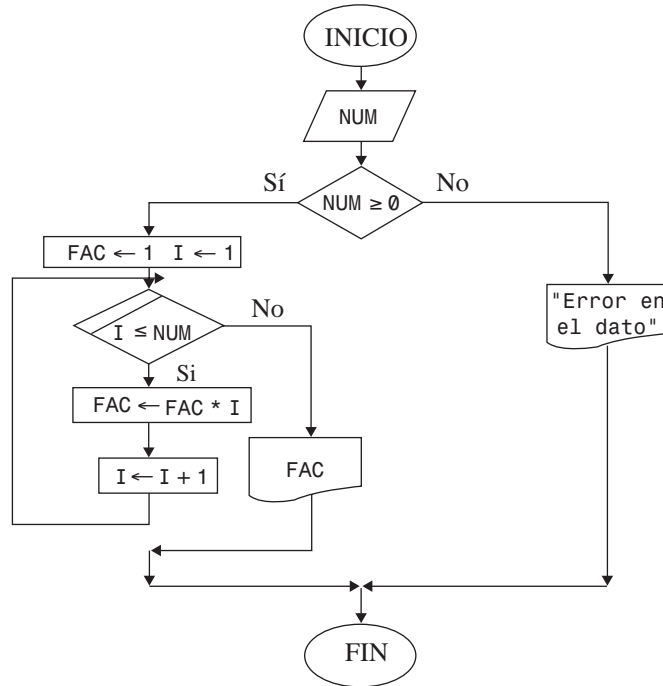 INICIO
NUM
Sí
No
NUM ≥ 0
FAC ← 1 I ← 1
"Error en
el dato"
I ≤ NUM
No
Si
FAC ← FAC * I
I ← I + 1
FAC
FIN